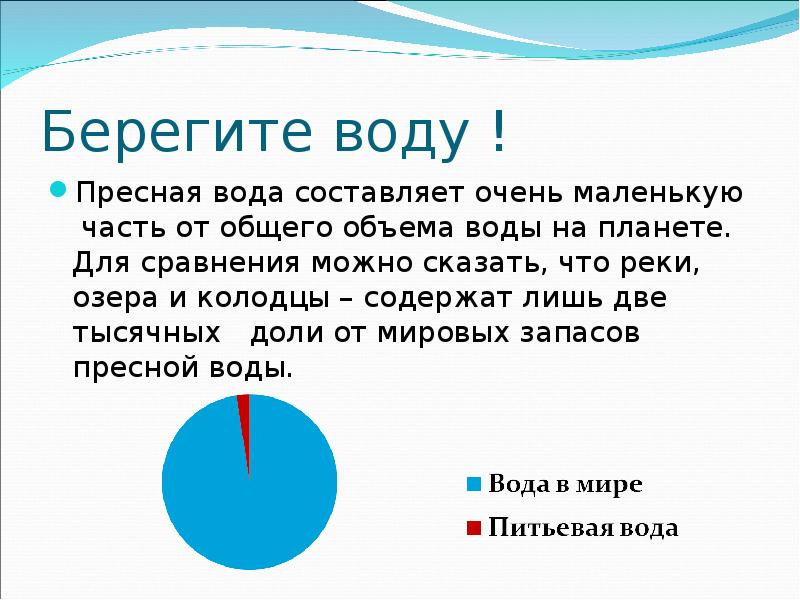 Берегите воду !
Пресная вода составляет очень маленькую
часть от общего объема воды на планете.
Для сравнения можно сказать, что реки,
озера и колодцы – содержат лишь две
тысячных доли от мировых запасов
пресной воды.
Вода в мире
Питьевая вода